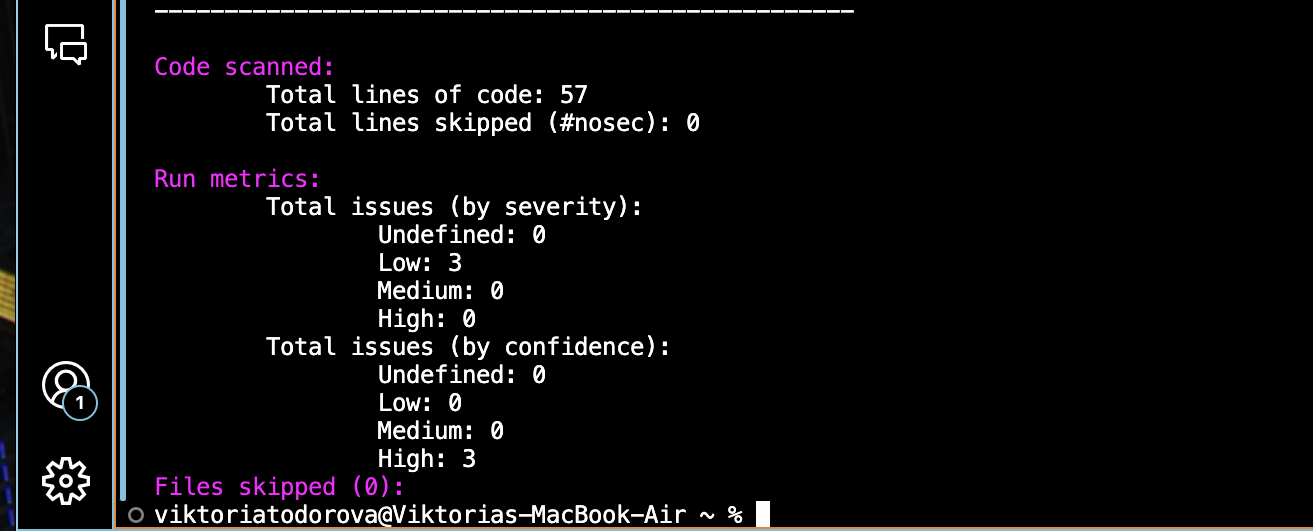 --------------------------------------------------
Code scanned:
Total lines of code: 57
Total lines skipped (#nosec): 0
Run metrics:
Total issues (by severity):
Undefined: 0
Low: 3
Medium: 0
High: 0
Total issues (by confidence):
Undefined: 0
Low: 0
Medium: 0
High: 3
Files skipped (0):
1
viktoriatodorova@Viktorias-MacBook-Air ~ %